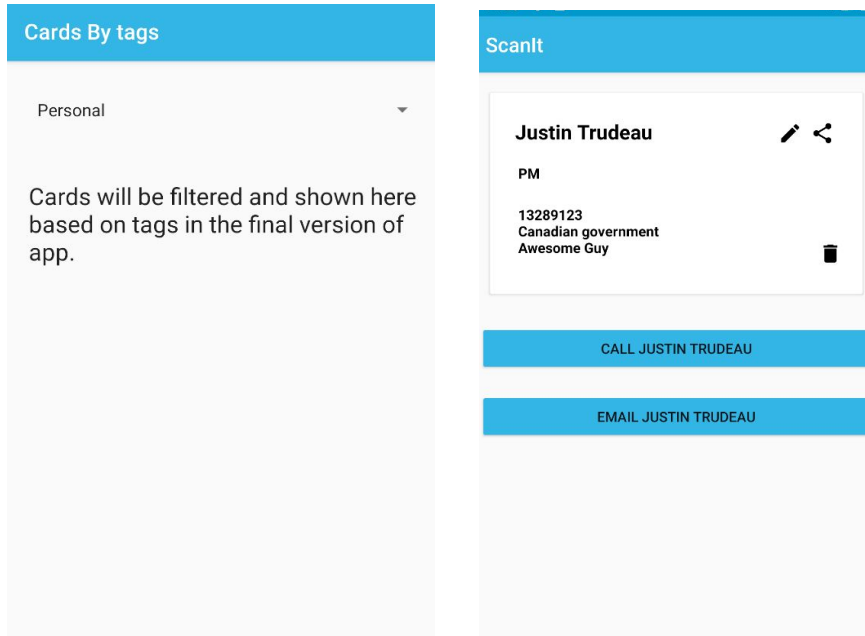 Cards By tags
Personal
Cards will be filtered and shown here
based on tags in the final version of
app.
ScanIt
Justin Trudeau
PM
13289123
Canadian government
Awesome Guy
CALL JUSTIN TRUDEAU
EMAIL JUSTIN TRUDEAU